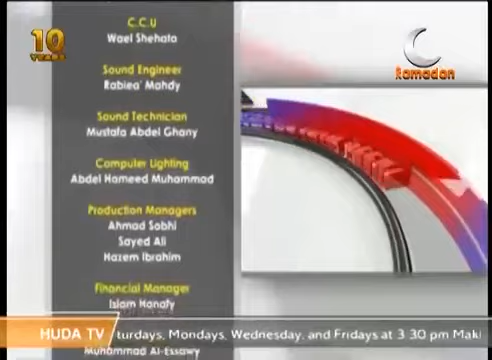 10
YEARS
Ramadan
C.C.U
Wael Shehata
Sound Engineer
Rabiea' Mahdy
Sound Technician
Mustafa Abdel Ghany
Computer Lighting
Abdel Hameed Muhammad
Production Managers
Ahmad Sobhi
Sayed Ali
Hazem Ibrahim
Financial Manager
Islam Hanafy
HUDA TV
turdays, Mondays, Wednesday, and Fridays at 3 30 pm Mak
Muhammad Al-Essawy